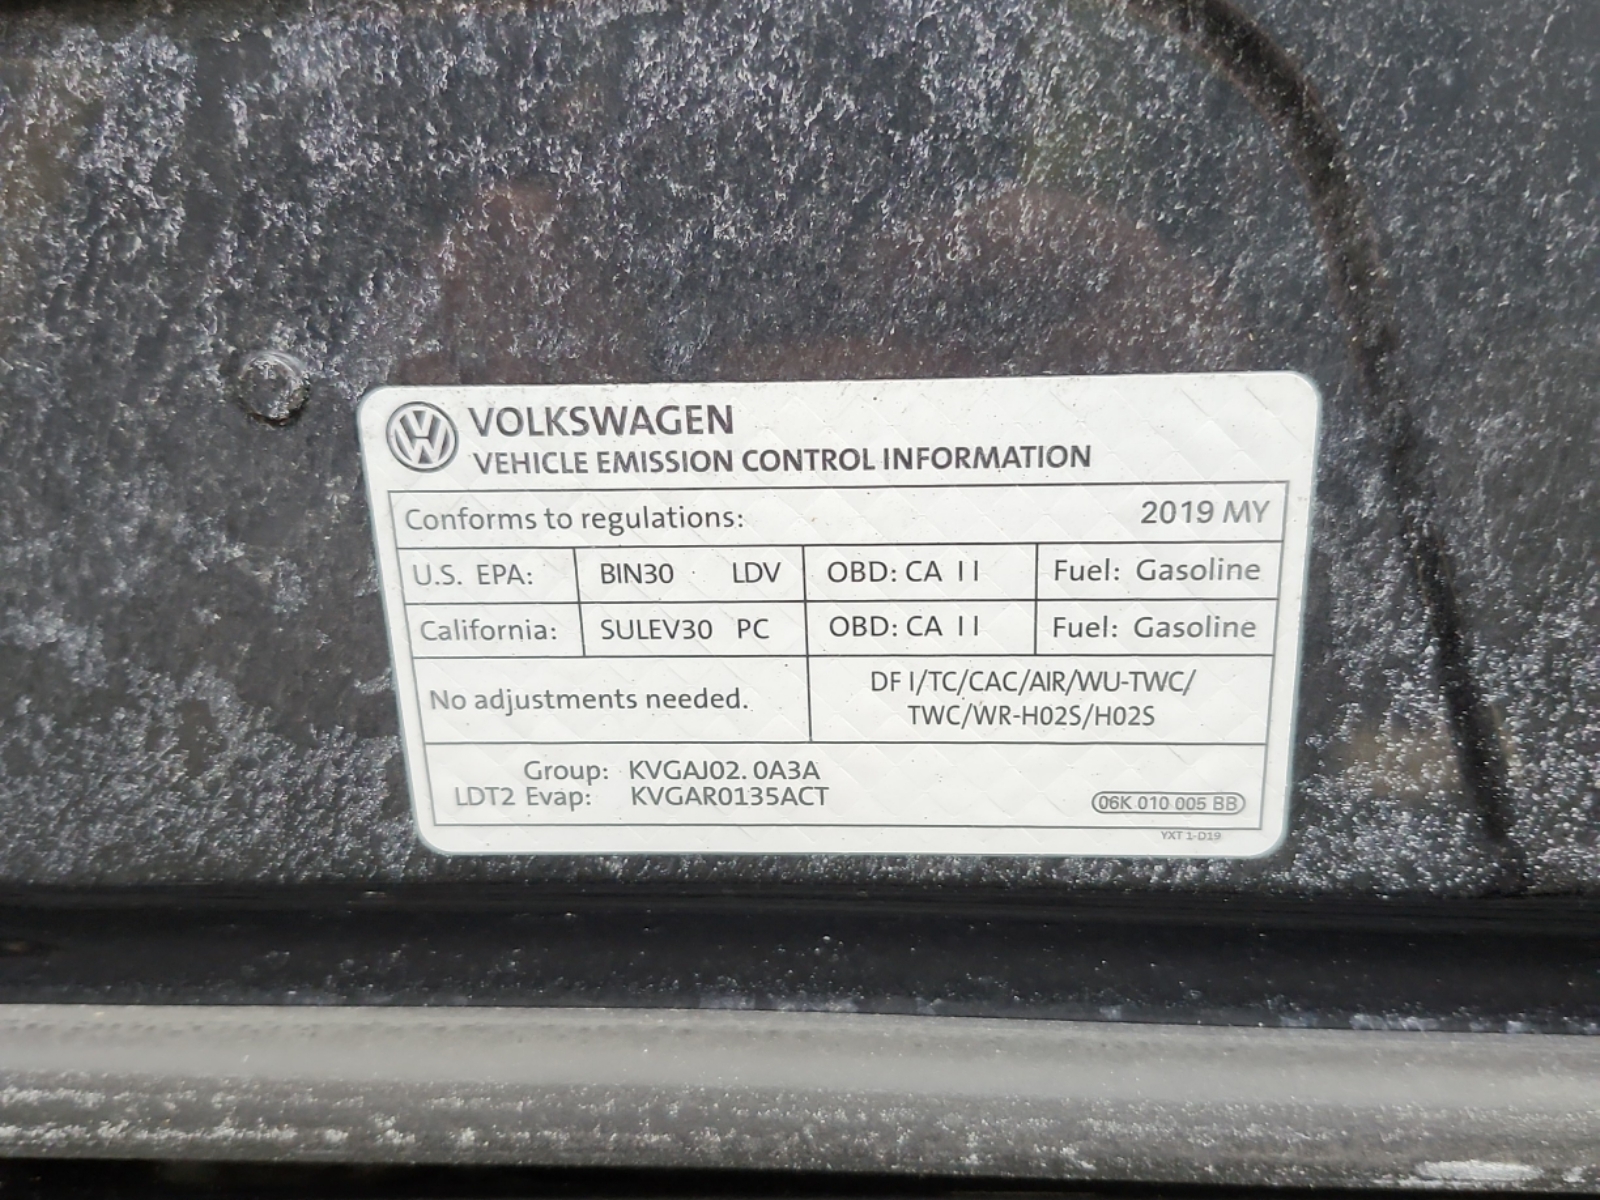 VOLKSWAGEN
VEHICLE EMISSION CONTROL INFORMATION
Conforms to regulations: 2019 MY
U.S. EPA: BIN30 LDV OBD: CA II Fuel: Gasoline
California: SULEV30 PC OBD: CA II Fuel: Gasoline
No adjustments needed.
DF I/TC/CAC/AIR/WU-TWC/
TWC/WR-H02S/H02S
Group: KVGAJ02.0A3A
LDT2 Evap: KVGAR0135ACT
06K 010 005 BB
YXT 1-D19